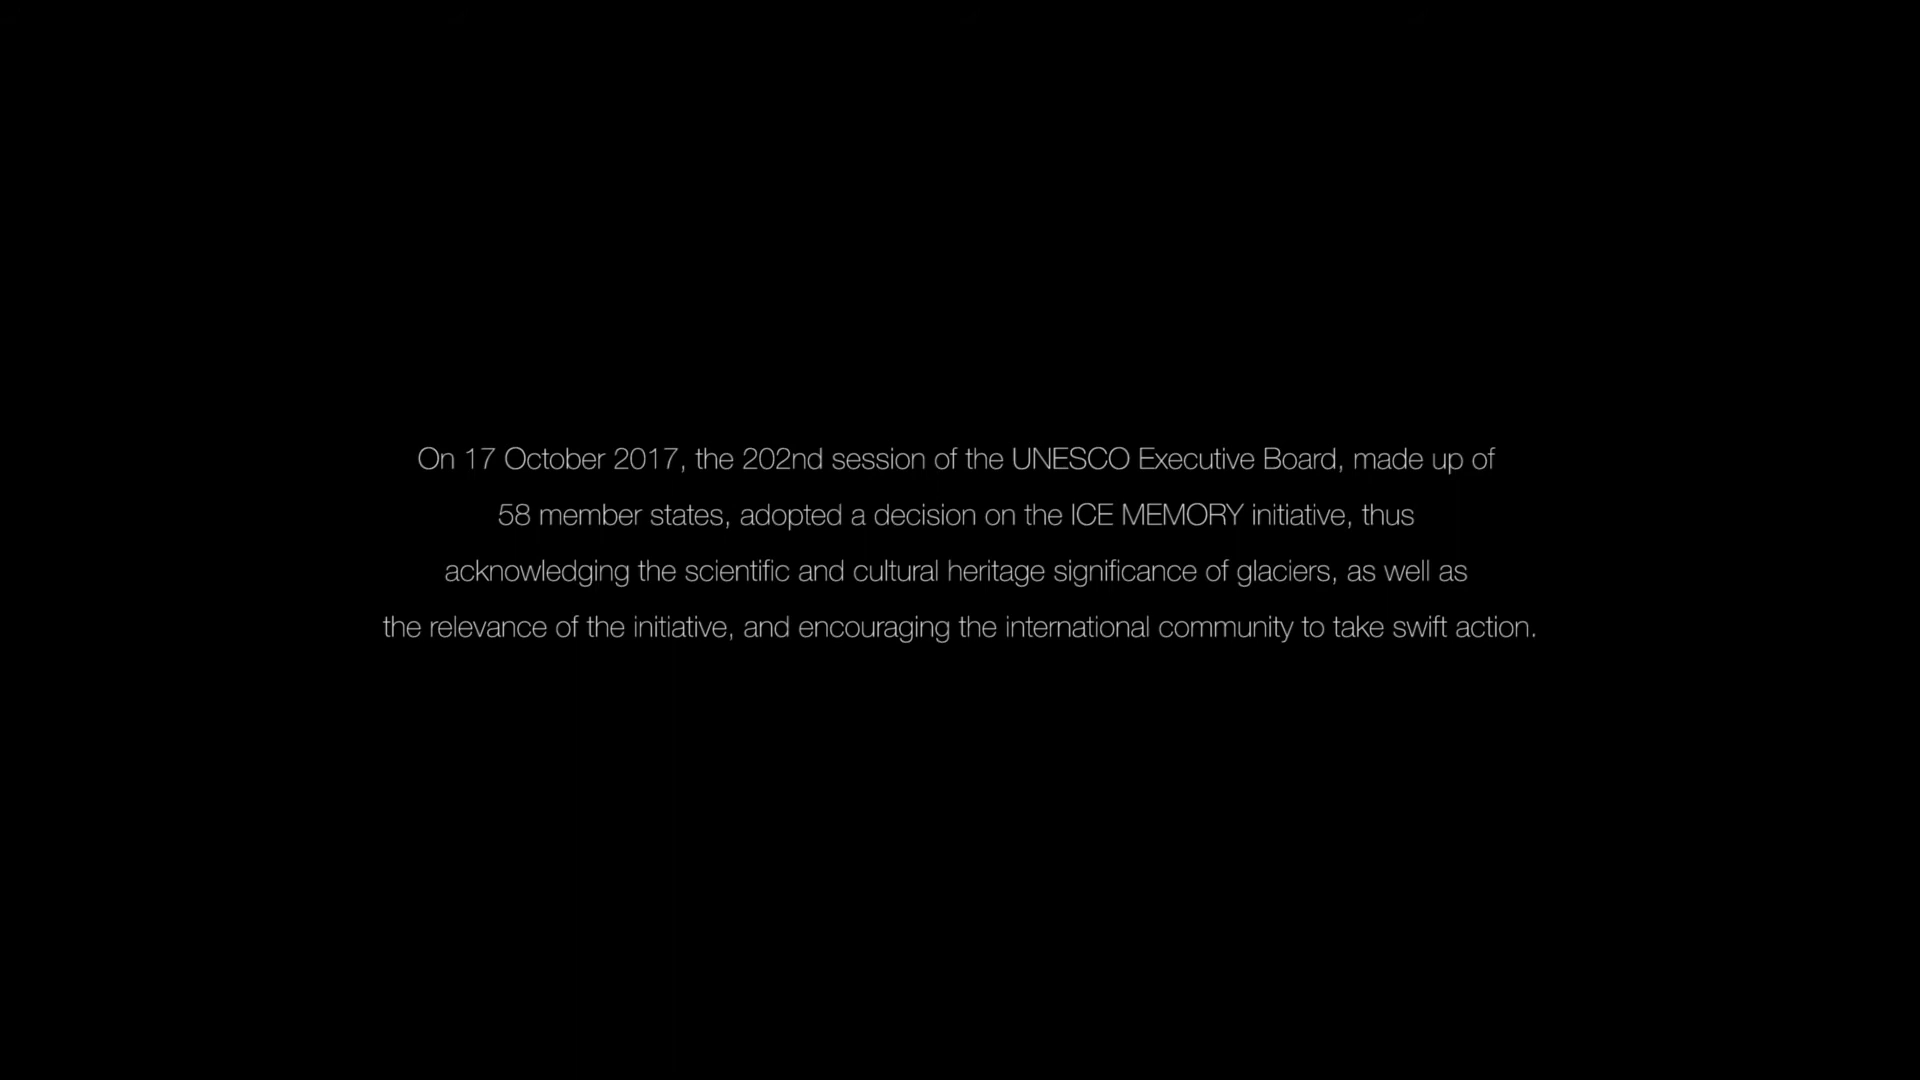 On 17 October 2017, the 202nd session of the UNESCO Executive Board, made up of
58 member states, adopted a decision on the ICE MEMORY initiative, thus
acknowledging the scientific and cultural heritage significance of glaciers, as well as
the relevance of the initiative, and encouraging the international community to take swift action.